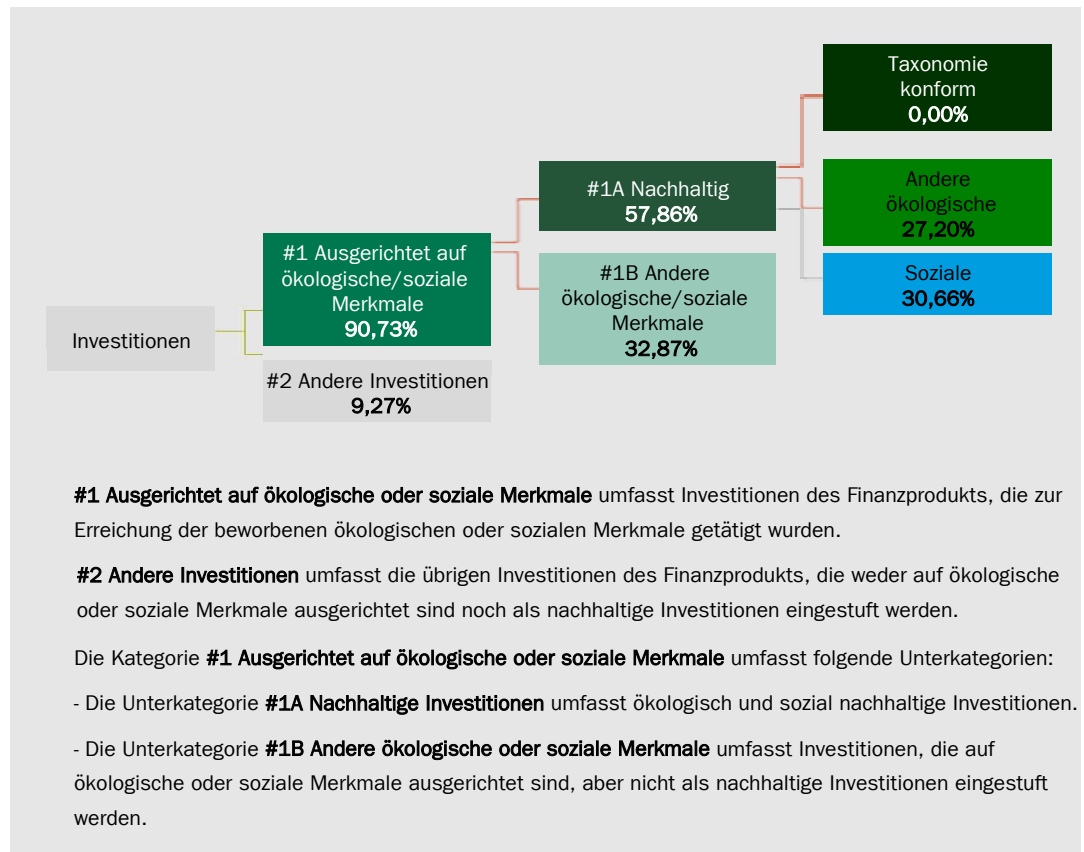 Taxonomie
konform
0,00%
#1A Nachhaltig
57,86%
Andere
ökologische
27,20%
#1 Ausgerichtet auf
ökologische/soziale
Merkmale
90,73%
#1B Andere
ökologische/soziale
Merkmale
32,87%
Soziale
30,66%
Investitionen
#2 Andere Investitionen
9,27%
#1 Ausgerichtet auf ökologische oder soziale Merkmale umfasst Investitionen des Finanzprodukts, die zur
Erreichung der beworbenen ökologischen oder sozialen Merkmale getätigt wurden.
#2 Andere Investitionen umfasst die übrigen Investitionen des Finanzprodukts, die weder auf ökologische
oder soziale Merkmale ausgerichtet sind noch als nachhaltige Investitionen eingestuft werden.
Die Kategorie #1 Ausgerichtet auf ökologische oder soziale Merkmale umfasst folgende Unterkategorien:
- Die Unterkategorie #1A Nachhaltige Investitionen umfasst ökologisch und sozial nachhaltige Investitionen.
- Die Unterkategorie #1B Andere ökologische oder soziale Merkmale umfasst Investitionen, die auf
ökologische oder soziale Merkmale ausgerichtet sind, aber nicht als nachhaltige Investitionen eingestuft
werden.